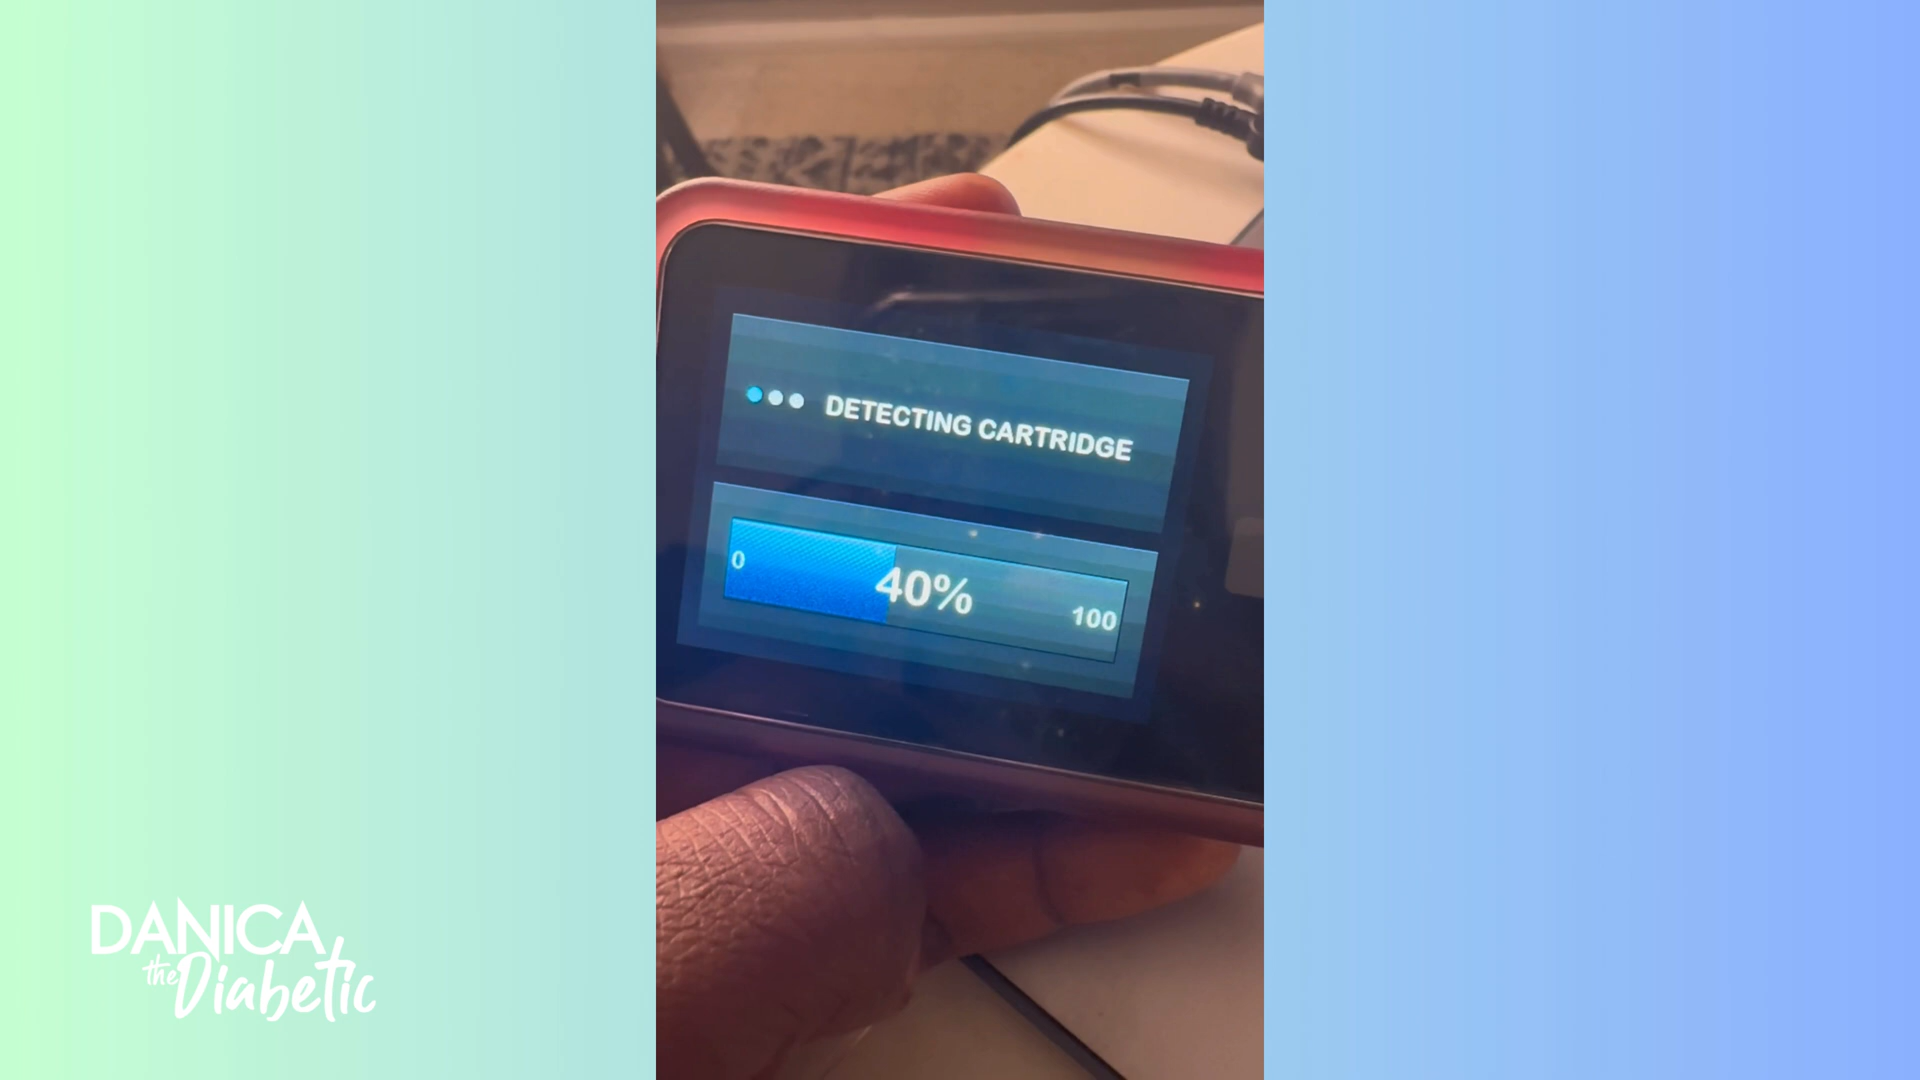 DETECTING CARTRIDGE
0
40%
100
DANICA
the Diabetic